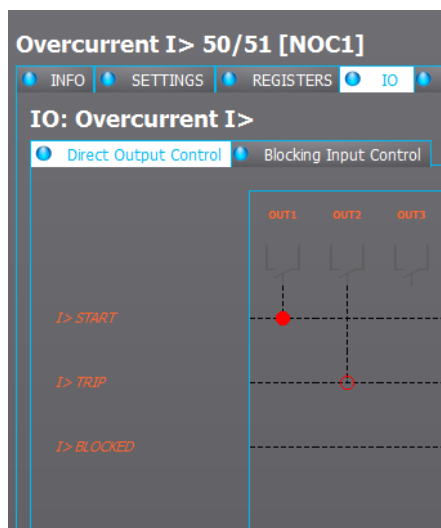 Overcurrent I> 50/51 [NOC1]
INFO SETTINGS REGISTERS IO
IO: Overcurrent I>
Direct Output Control Blocking Input Control
OUT1 OUT2 OUT3
I> START
I> TRIP
I> BLOCKED